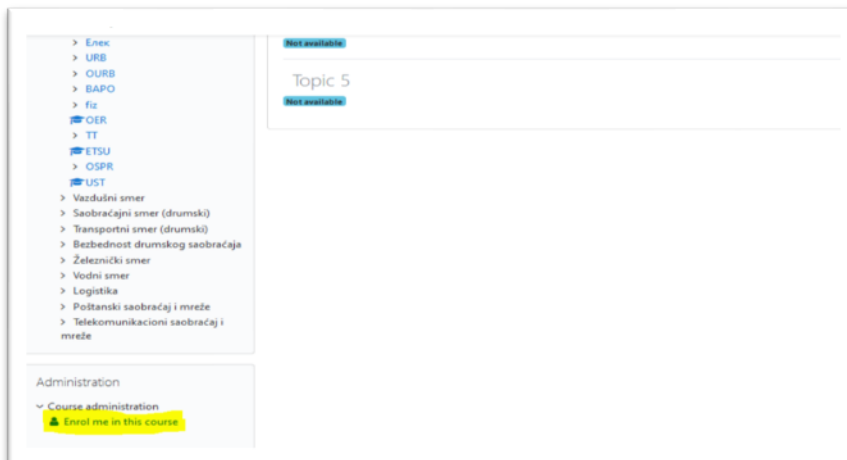 Елек
URB
OURB
BAPO
fiz
OER
TT
ETSU
OSPR
UST
Vazdušni smer
Saobraćajni smer (drumski)
Transportni smer (drumski)
Bezbednost drumskog saobraćaja
Železnički smer
Vodni smer
Logistika
Poštanski saobraćaj i mreže
Telekomunikacioni saobraćaj i
mreže
Administration
Course administration
Enrol me in this course
Not available
Topic 5
Not available